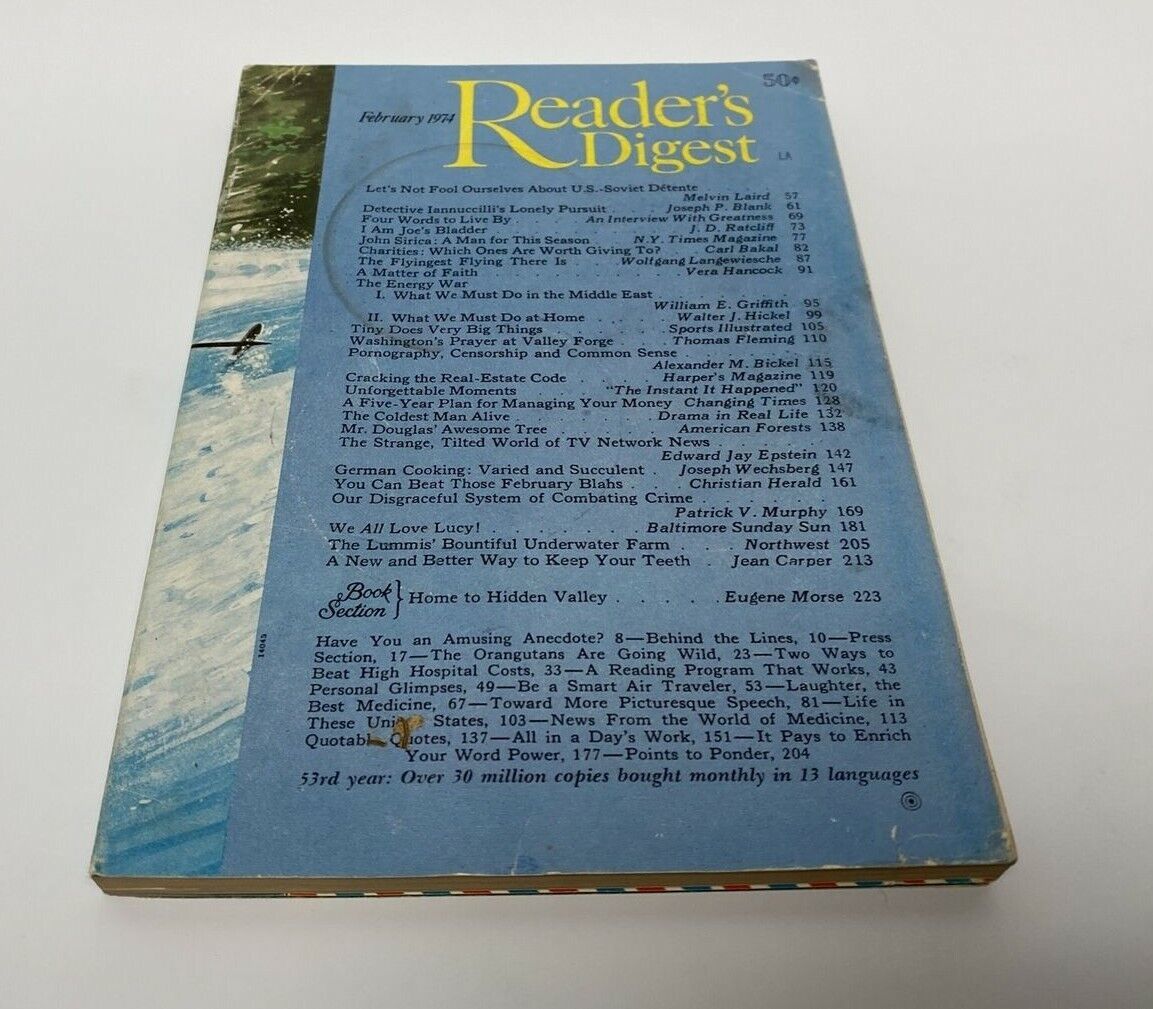 50¢
February 1974
Reader's
Digest
LA
Let's Not Fool Ourselves About U.S.-Soviet Détente . . . .
Melvin Laird 57
Detective Iannuccilli's Lonely Pursuit . . . Joseph P. Blank 61
Four Words to Live By . . . . . An Interview With Greatness 69
I Am Joe's Bladder . . . . . . . . . . J. D. Ratcliff 73
John Sirica: A Man for This Season N.Y. Times Magazine 77
Charities: Which Ones Are Worth Giving To? Carl Bakal 82
The Flyingest Flying There Is . . . Wolfgang Langewiesche 87
A Matter of Faith . . . . . . . . . . Vera Hancock 91
The Energy War
I. What We Must Do in the Middle East . . . . . . .
William E. Griffith 95
II. What We Must Do at Home . . . Walter J. Hickel 99
Tiny Does Very Big Things . . . . . Sports Illustrated 105
Washington's Prayer at Valley Forge . . . Thomas Fleming 110
Pornography, Censorship and Common Sense . . . . . . .
Alexander M. Bickel 115
Cracking the Real-Estate Code . . . . Harper's Magazine 119
Unforgettable Moments . . . . "The Instant It Happened" 120
A Five-Year Plan for Managing Your Money Changing Times 128
The Coldest Man Alive . . . . . . . Drama in Real Life 132
Mr. Douglas' Awesome Tree . . . . . . American Forests 138
The Strange, Tilted World of TV Network News . . . . . .
Edward Jay Epstein 142
German Cooking: Varied and Succulent . Joseph Wechsberg 147
You Can Beat Those February Blahs . . . Christian Herald 161
Our Disgraceful System of Combating Crime . . . . . . .
Patrick V. Murphy 169
We All Love Lucy! . . . . . . . Baltimore Sunday Sun 181
The Lummis' Bountiful Underwater Farm . . . Northwest 205
A New and Better Way to Keep Your Teeth . Jean Carper 213
Book
Section } Home to Hidden Valley . . . . . Eugene Morse 223
Have You an Amusing Anecdote? 8—Behind the Lines, 10—Press
Section, 17—The Orangutans Are Going Wild, 23—Two Ways to
Beat High Hospital Costs, 33—A Reading Program That Works, 43
Personal Glimpses, 49—Be a Smart Air Traveler, 53—Laughter, the
Best Medicine, 67—Toward More Picturesque Speech, 81—Life in
These United States, 103—News From the World of Medicine, 113
Quotable Quotes, 137—All in a Day's Work, 151—It Pays to Enrich
Your Word Power, 177—Points to Ponder, 204
53rd year: Over 30 million copies bought monthly in 13 languages
14045